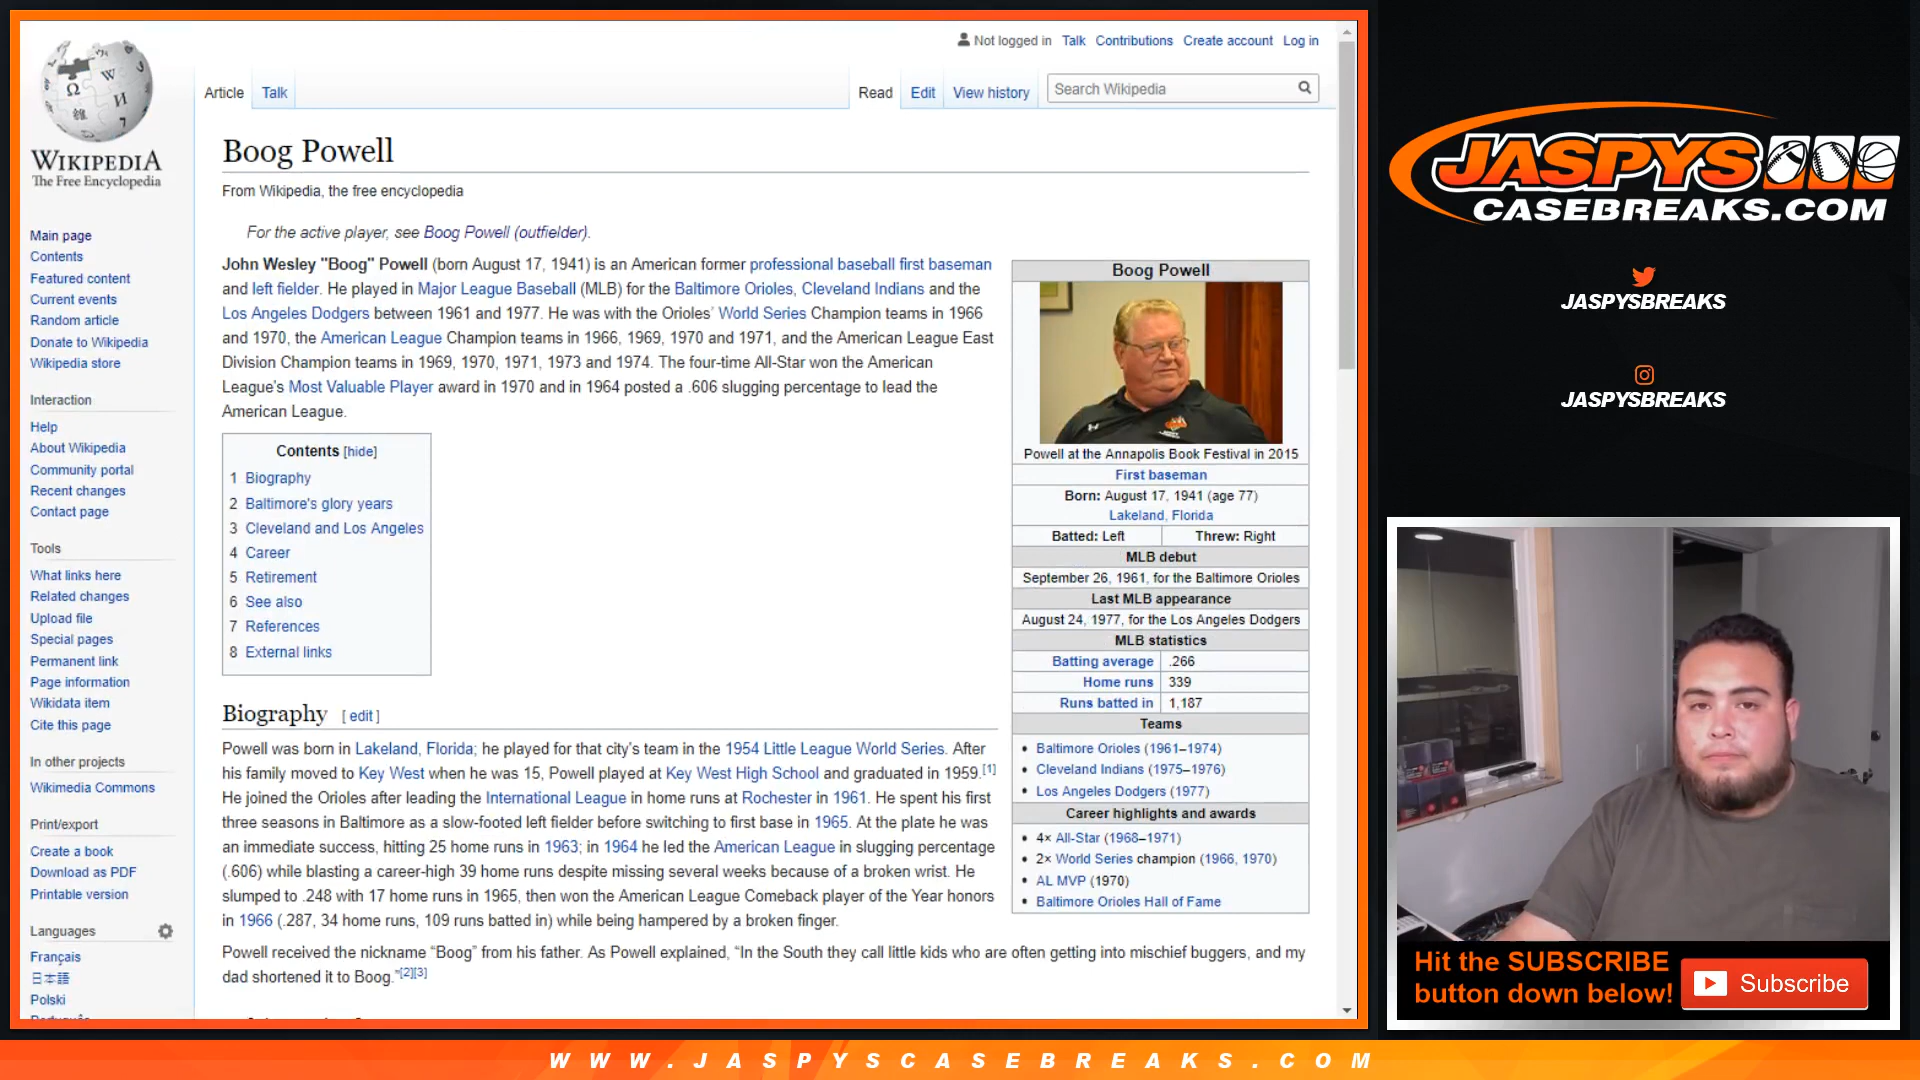 Not logged in Talk Contributions Create account Log in
Article Talk
Read Edit View history Search Wikipedia
WIKIPEDIA
The Free Encyclopedia
Main page
Contents
Featured content
Current events
Random article
Donate to Wikipedia
Wikipedia store
Interaction
Help
About Wikipedia
Community portal
Recent changes
Contact page
Tools
What links here
Related changes
Upload file
Special pages
Permanent link
Page information
Wikidata item
Cite this page
In other projects
Wikimedia Commons
Print/export
Create a book
Download as PDF
Printable version
Languages
Français
日本語
Polski
Boog Powell
From Wikipedia, the free encyclopedia
For the active player, see Boog Powell (outfielder).
John Wesley "Boog" Powell (born August 17, 1941) is an American former professional baseball first baseman
and left fielder. He played in Major League Baseball (MLB) for the Baltimore Orioles, Cleveland Indians and the
Los Angeles Dodgers between 1961 and 1977. He was with the Orioles' World Series Champion teams in 1966
and 1970, the American League Champion teams in 1966, 1969, 1970 and 1971, and the American League East
Division Champion teams in 1969, 1970, 1971, 1973 and 1974. The four-time All-Star won the American
League's Most Valuable Player award in 1970 and in 1964 posted a .606 slugging percentage to lead the
American League.
Contents [hide]
1 Biography
2 Baltimore's glory years
3 Cleveland and Los Angeles
4 Career
5 Retirement
6 See also
7 References
8 External links
Biography [ edit ]
Powell was born in Lakeland, Florida; he played for that city's team in the 1954 Little League World Series. After
his family moved to Key West when he was 15, Powell played at Key West High School and graduated in 1959.[1]
He joined the Orioles after leading the International League in home runs at Rochester in 1961. He spent his first
three seasons in Baltimore as a slow-footed left fielder before switching to first base in 1965. At the plate he was
an immediate success, hitting 25 home runs in 1963; in 1964 he led the American League in slugging percentage
(.606) while blasting a career-high 39 home runs despite missing several weeks because of a broken wrist. He
slumped to .248 with 17 home runs in 1965, then won the American League Comeback player of the Year honors
in 1966 (.287, 34 home runs, 109 runs batted in) while being hampered by a broken finger.
Powell received the nickname “Boog” from his father. As Powell explained, “In the South they call little kids who are often getting into mischief buggers, and my
dad shortened it to Boog.”[2][3]
Boog Powell
Powell at the Annapolis Book Festival in 2015
First baseman
Born: August 17, 1941 (age 77)
Lakeland, Florida
Batted: Left Threw: Right
MLB debut
September 26, 1961, for the Baltimore Orioles
Last MLB appearance
August 24, 1977, for the Los Angeles Dodgers
MLB statistics
Batting average .266
Home runs 339
Runs batted in 1,187
Teams
• Baltimore Orioles (1961–1974)
• Cleveland Indians (1975–1976)
• Los Angeles Dodgers (1977)
Career highlights and awards
• 4× All-Star (1968–1971)
• 2× World Series champion (1966, 1970)
• AL MVP (1970)
• Baltimore Orioles Hall of Fame
JASPYS
CASEBREAKS.COM
JASPYSBREAKS
JASPYSBREAKS
Hit the SUBSCRIBE
button down below!
Subscribe
WWW.JASPYSCASEBREAKS.COM